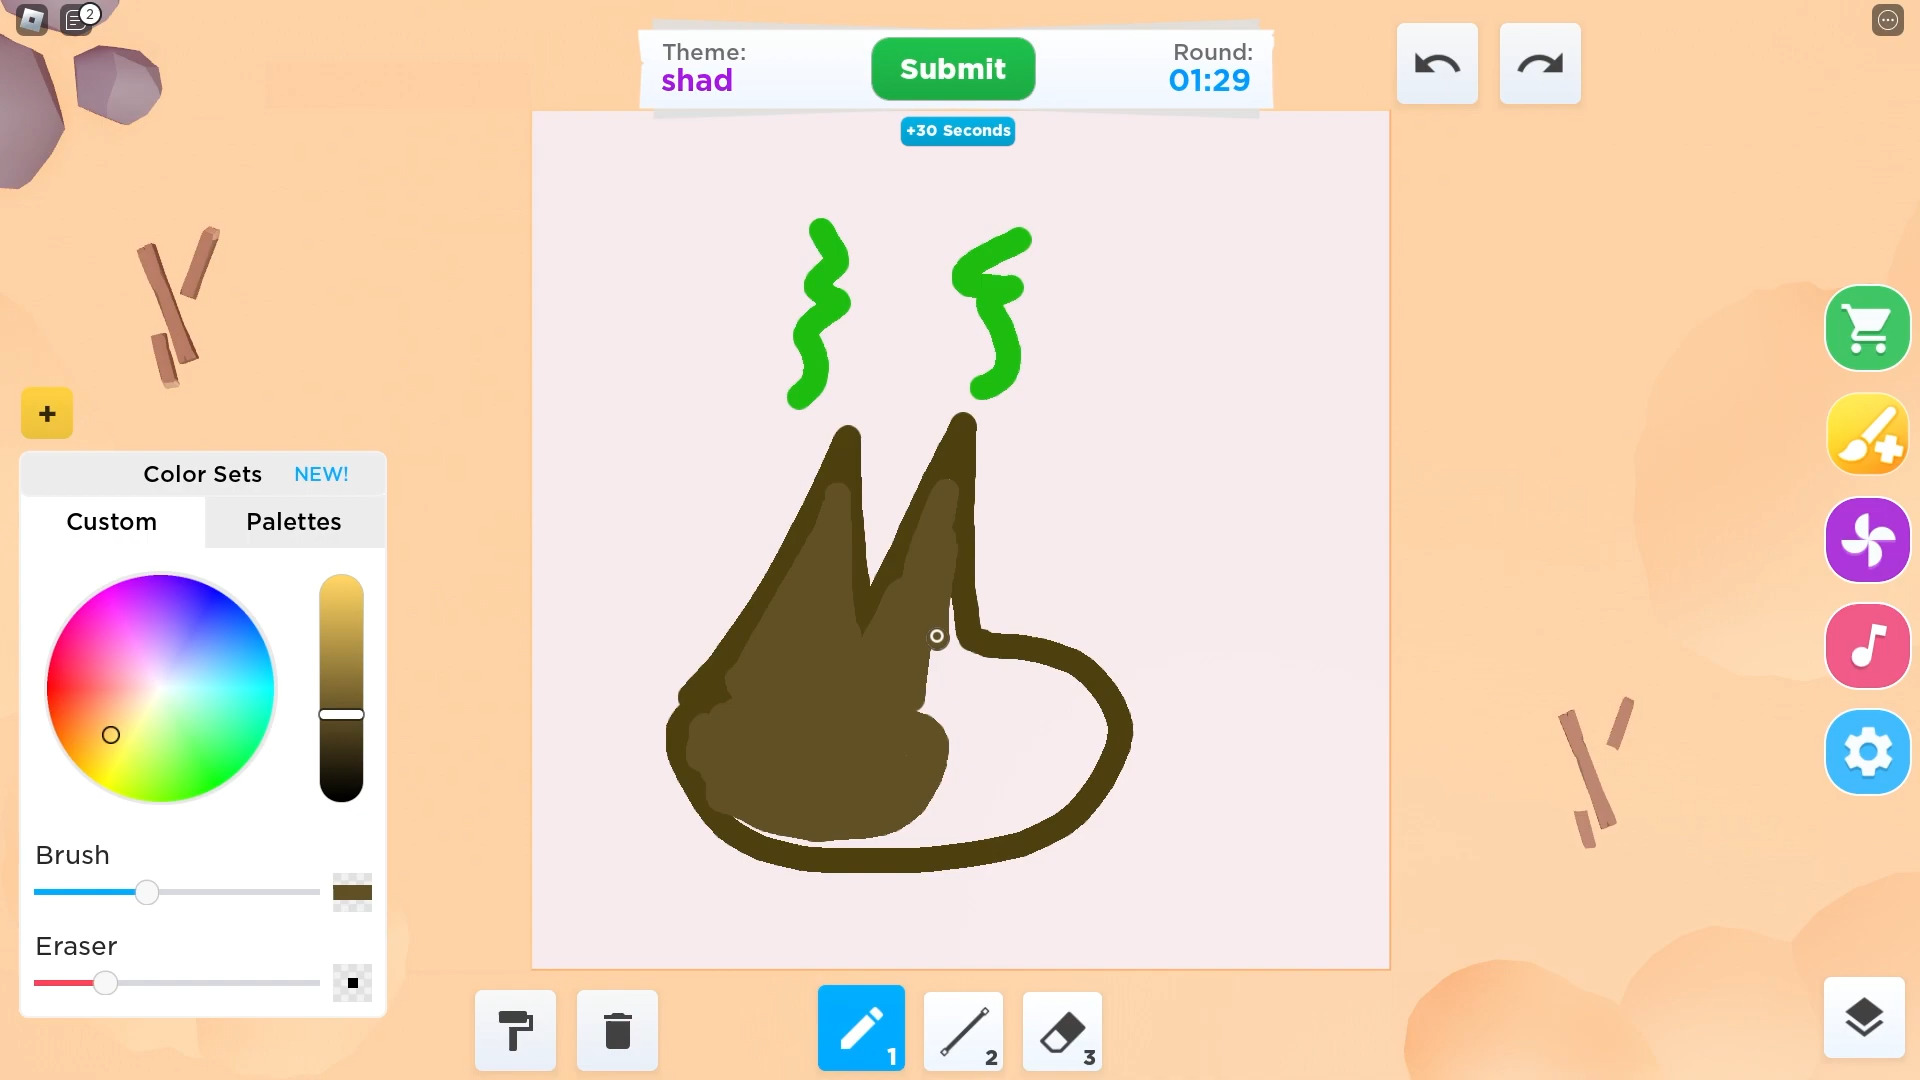 2
Theme:
shad
Submit
Round:
01:29
+30 Seconds
+
Color Sets NEW!
Custom
Palettes
Brush
Eraser
1
2
3